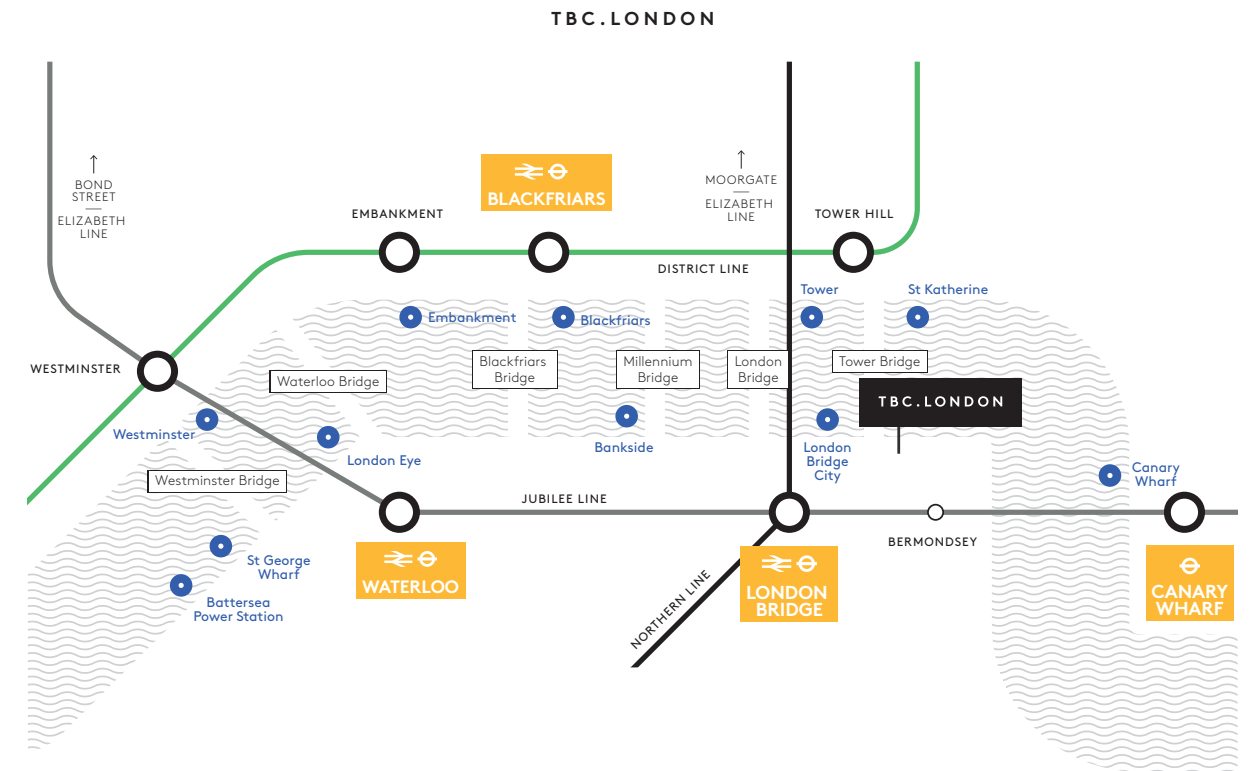 TBC.LONDON
BOND
STREET
ELIZABETH
LINE
MOORGATE
ELIZABETH
LINE
BLACKFRIARS
EMBANKMENT
TOWER HILL
DISTRICT LINE
Tower
St Katherine
Embankment
Blackfriars
WESTMINSTER
Waterloo Bridge
Blackfriars
Bridge
Millennium
Bridge
London
Bridge
Tower Bridge
TBC.LONDON
Westminster
London Eye
Bankside
London
Bridge
City
Canary
Wharf
Westminster Bridge
JUBILEE LINE
BERMONDSEY
St George
Wharf
Battersea
Power Station
WATERLOO
NORTHERN LINE
LONDON
BRIDGE
CANARY
WHARF